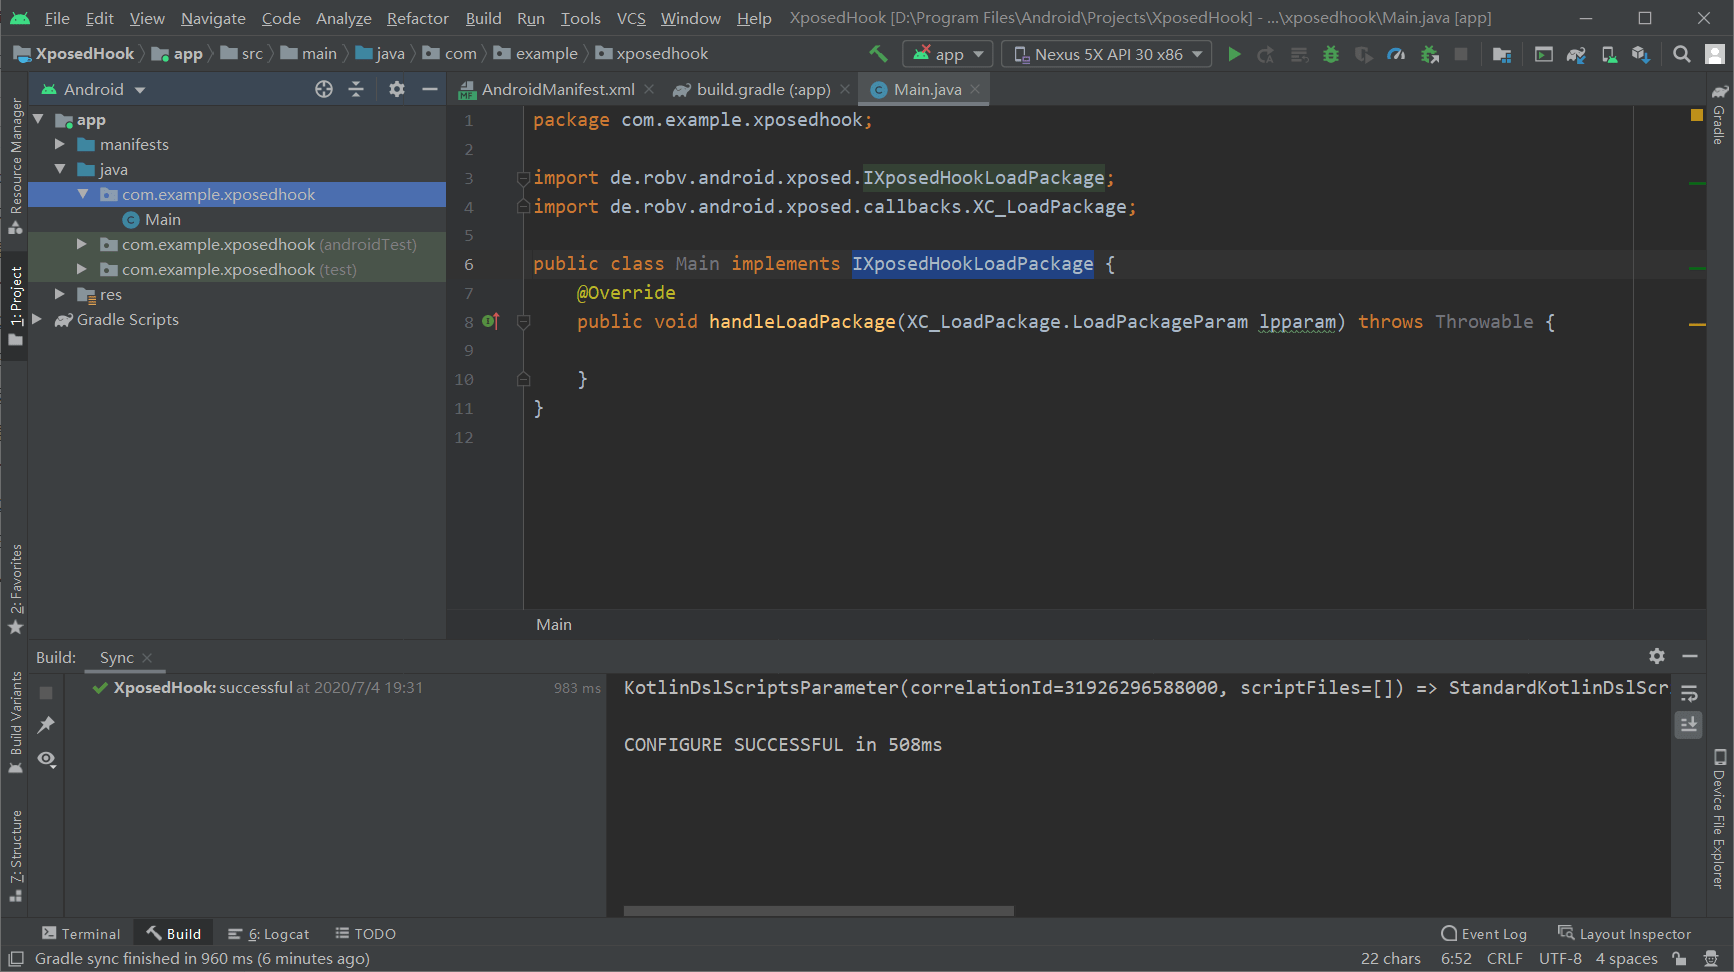 File Edit View Navigate Code Analyze Refactor Build Run Tools VCS Window Help XposedHook [D:\Program Files\Android\Projects\XposedHook] - ...\xposedhook\Main.java [app]
XposedHook app src main java com example xposedhook app Nexus 5X API 30 x86
Android
AndroidManifest.xml build.gradle (:app) Main.java
app
manifests
java
com.example.xposedhook
Main
com.example.xposedhook (androidTest)
com.example.xposedhook (test)
res
Gradle Scripts
1 package com.example.xposedhook;
2
3 import de.robv.android.xposed.IXposedHookLoadPackage;
4 import de.robv.android.xposed.callbacks.XC_LoadPackage;
5
6 public class Main implements IXposedHookLoadPackage {
7 @Override
8 public void handleLoadPackage(XC_LoadPackage.LoadPackageParam lpparam) throws Throwable {
9
10 }
11 }
12
Main
Resource Manager
1: Project
2: Favorites
Build Variants
Z: Structure
Gradle
Device File Explorer
Build: Sync
XposedHook: successful at 2020/7/4 19:31 983 ms
KotlinDslScriptsParameter(correlationId=31926296588000, scriptFiles=[]) => StandardKotlinDslScr
CONFIGURE SUCCESSFUL in 508ms
Terminal Build 6: Logcat TODO Event Log Layout Inspector
Gradle sync finished in 960 ms (6 minutes ago) 22 chars 6:52 CRLF UTF-8 4 spaces